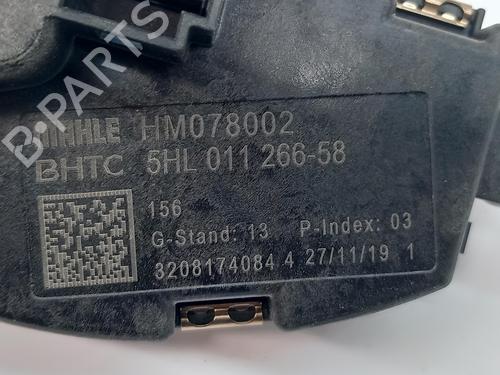 MAHLE HM078002
BHTC 5HL 011 266-58
156
G-Stand: 13 P-Index: 03
3208174084 4 27/11/19 1
B-PARTS